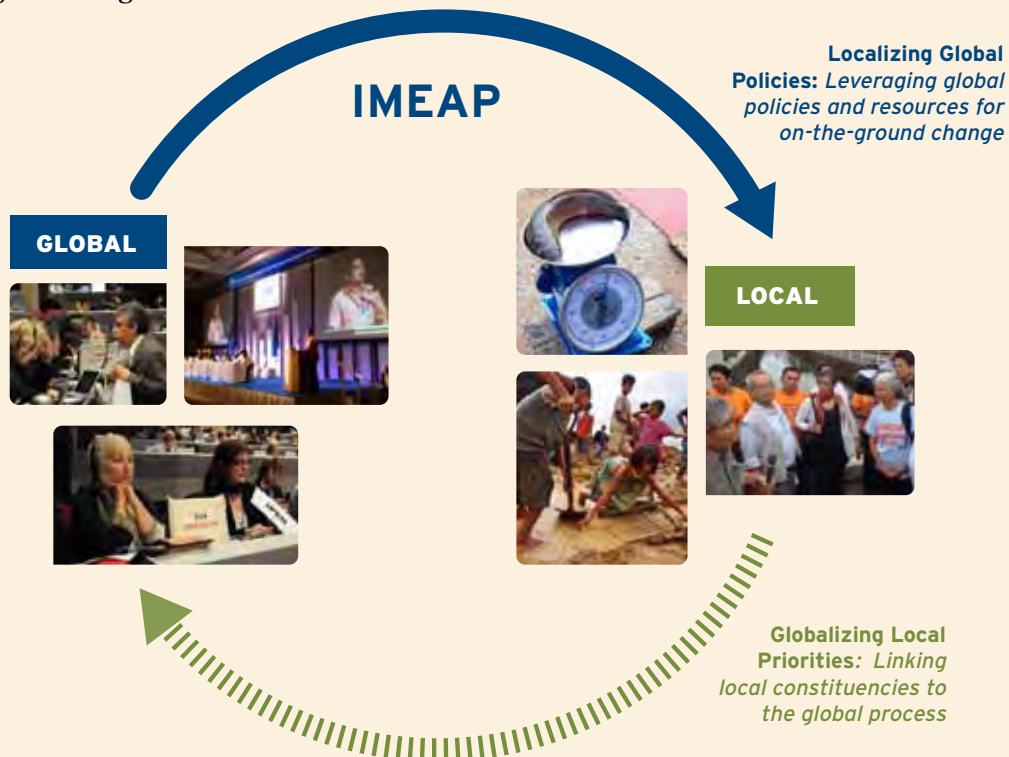 IMEAP
Localizing Global
Policies: Leveraging global
policies and resources for
on-the-ground change
GLOBAL
LOCAL
Globalizing Local
Priorities: Linking
local constituencies to
the global process